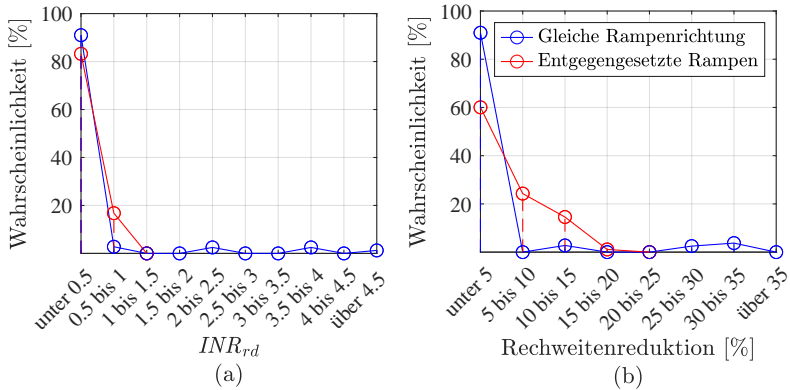 Wahrscheinlichkeit [%]
100
80
60
40
20
unter 0.5
0.5 bis 1
1 bis 1.5
1.5 bis 2
2 bis 2.5
2.5 bis 3
3 bis 3.5
3.5 bis 4
4 bis 4.5
über 4.5
INR_rd
(a)
Wahrscheinlichkeit [%]
100
80
60
40
20
Gleiche Rampenrichtung
Entgegengesetzte Rampen
unter 5
5 bis 10
10 bis 15
15 bis 20
20 bis 25
25 bis 30
30 bis 35
über 35
Rechweitenreduktion [%]
(b)